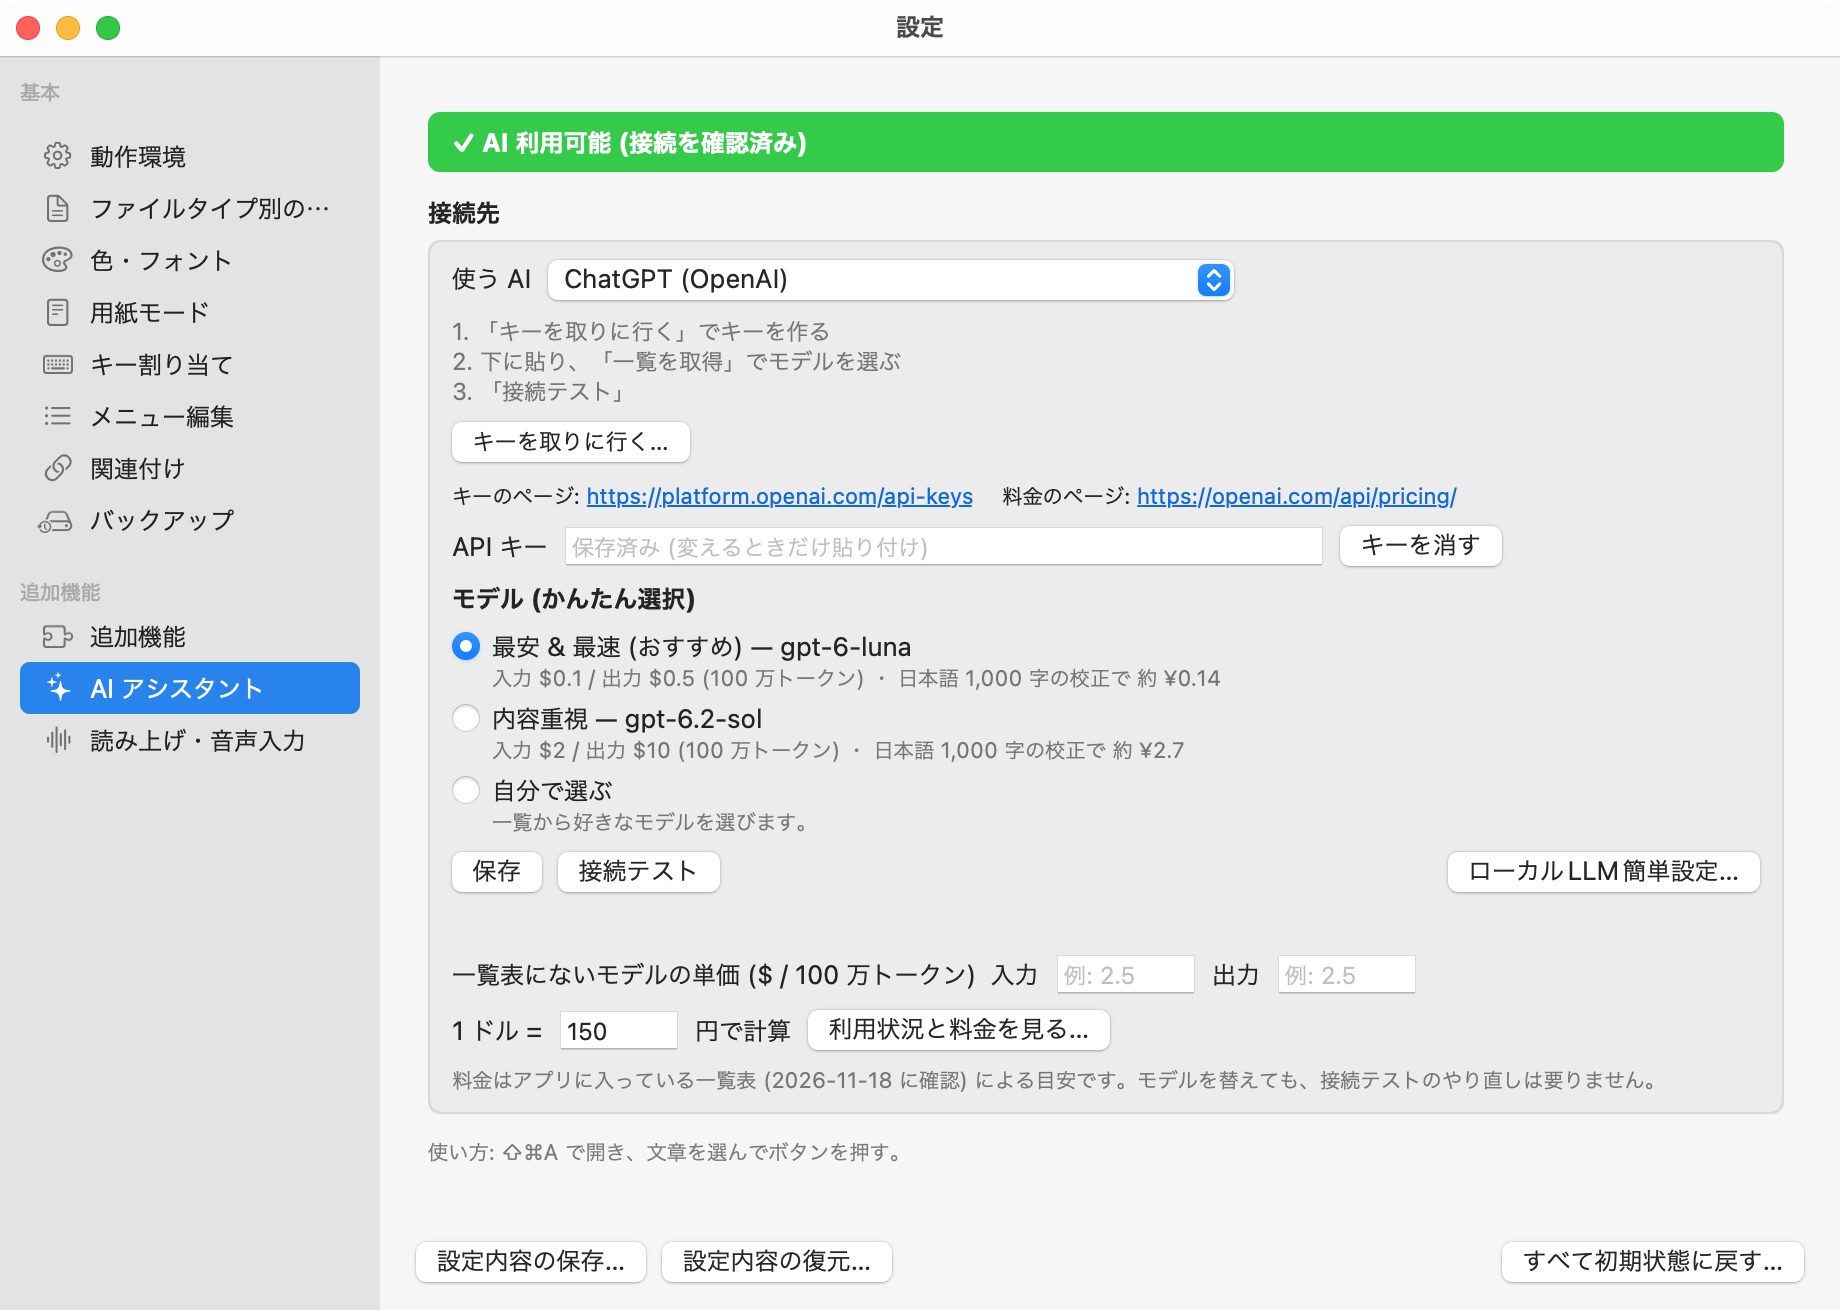 設定
基本
動作環境
ファイルタイプ別の…
色・フォント
用紙モード
キー割り当て
メニュー編集
関連付け
バックアップ
追加機能
追加機能
AI アシスタント
読み上げ・音声入力
✓ AI 利用可能 (接続を確認済み)
接続先
使う AI ChatGPT (OpenAI)
1. 「キーを取りに行く」でキーを作る
2. 下に貼り、「一覧を取得」でモデルを選ぶ
3. 「接続テスト」
キーを取りに行く...
キーのページ: https://platform.openai.com/api-keys 料金のページ: https://openai.com/api/pricing/
API キー 保存済み (変えるときだけ貼り付け) キーを消す
モデル (かんたん選択)
最安 & 最速 (おすすめ) — gpt-6-luna
入力 $0.1 / 出力 $0.5 (100 万トークン) ・ 日本語 1,000 字の校正で 約 ¥0.14
内容重視 — gpt-6.2-sol
入力 $2 / 出力 $10 (100 万トークン) ・ 日本語 1,000 字の校正で 約 ¥2.7
自分で選ぶ
一覧から好きなモデルを選びます。
保存 接続テスト ローカルLLM簡単設定...
一覧表にないモデルの単価 ($ / 100 万トークン) 入力 例: 2.5 出力 例: 2.5
1 ドル = 150 円で計算 利用状況と料金を見る...
料金はアプリに入っている一覧表 (2026-11-18 に確認) による目安です。モデルを替えても、接続テストのやり直しは要りません。
使い方: ⇧⌘A で開き、文章を選んでボタンを押す。
設定内容の保存... 設定内容の復元... すべて初期状態に戻す...